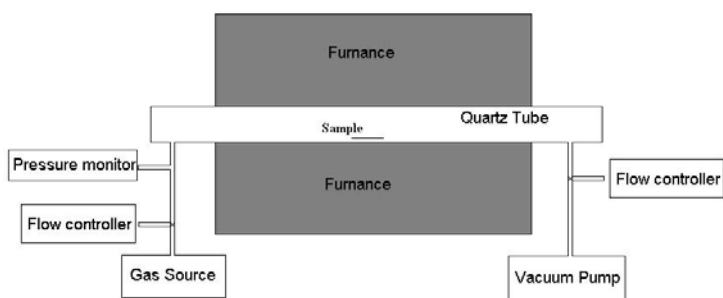 Furnance
Quartz Tube
Sample
Pressure monitor
Furnance
Flow controller
Flow controller
Gas Source
Vacuum Pump